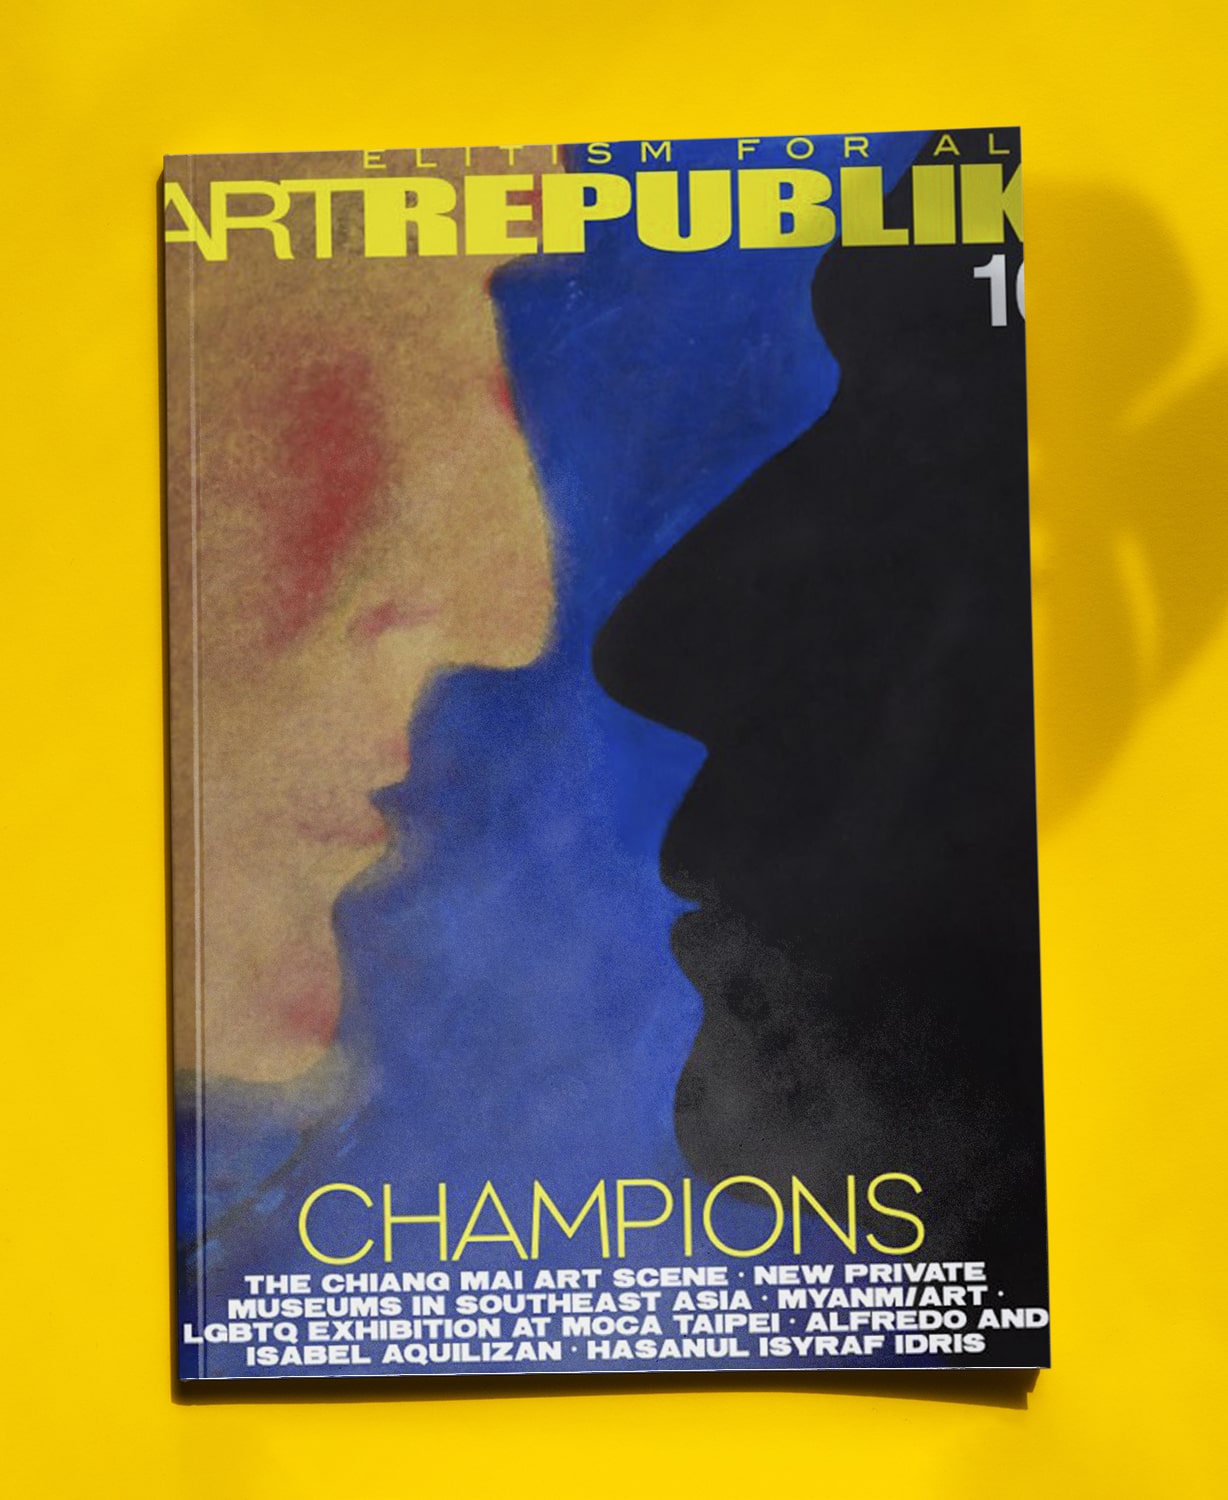 ELITISM FOR AL
ARTREPUBLIK
CHAMPIONS
THE CHIANG MAI ART SCENE · NEW PRIVATE
MUSEUMS IN SOUTHEAST ASIA · MYANM/ART ·
LGBTQ EXHIBITION AT MOCA TAIPEI · ALFREDO AND
ISABEL AQUILIZAN · HASANUL ISYRAF IDRIS